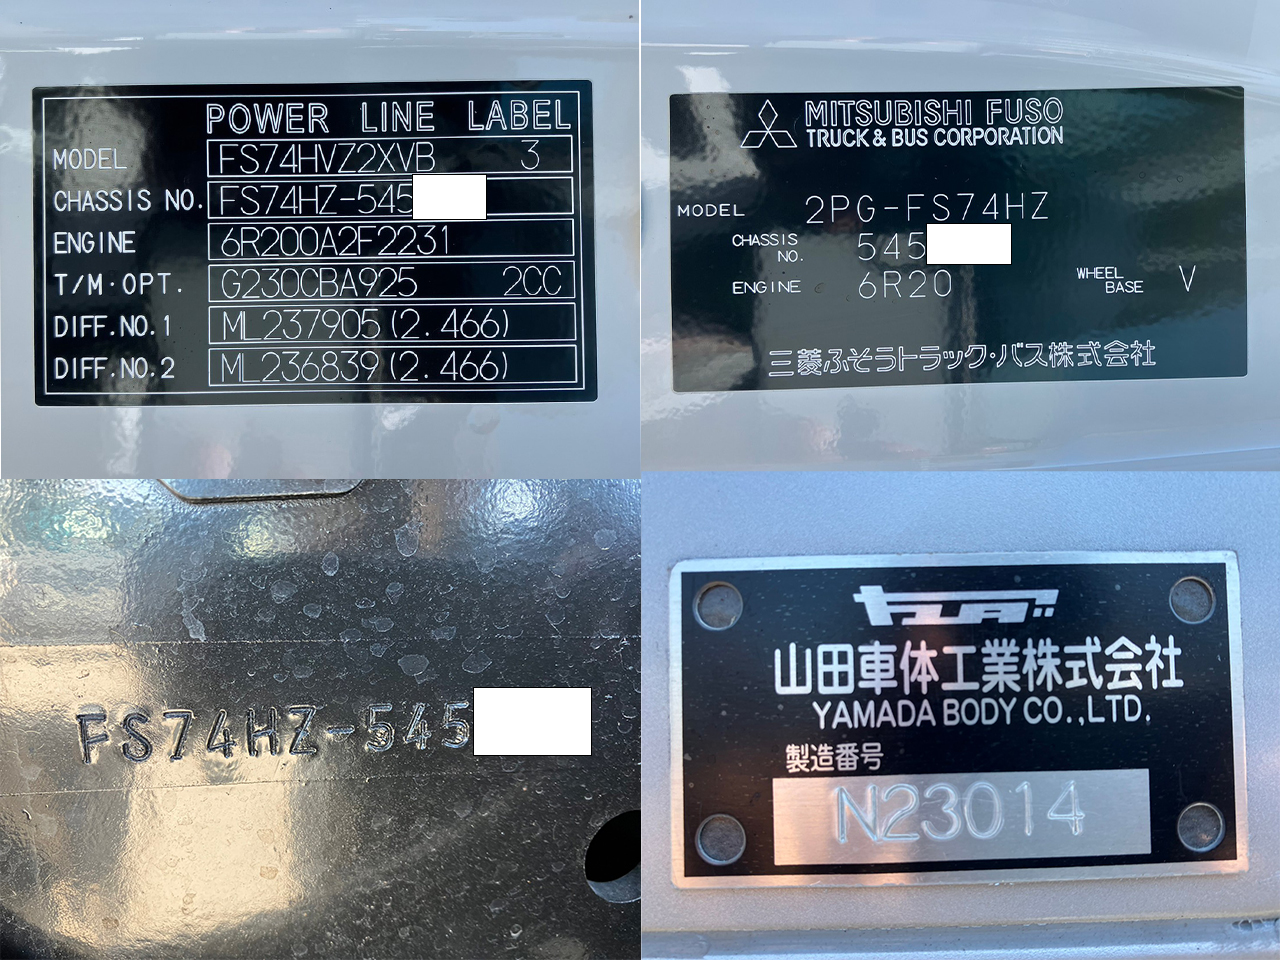 POWER LINE LABEL
MODEL FS74HVZ2XVB 3
CHASSIS NO. FS74HZ-545
ENGINE 6R200A2F2231
T/M·OPT. G230CBA925 2CC
DIFF.NO.1 ML237905(2.466)
DIFF.NO.2 ML236839(2.466)
MITSUBISHI FUSO
TRUCK & BUS CORPORATION
MODEL 2PG-FS74HZ
CHASSIS NO. 545
ENGINE 6R20 WHEEL BASE V
三菱ふそうトラック・バス株式会社
FS74HZ-545
ヤマダ
山田車体工業株式会社
YAMADA BODY CO.,LTD.
製造番号
N23014